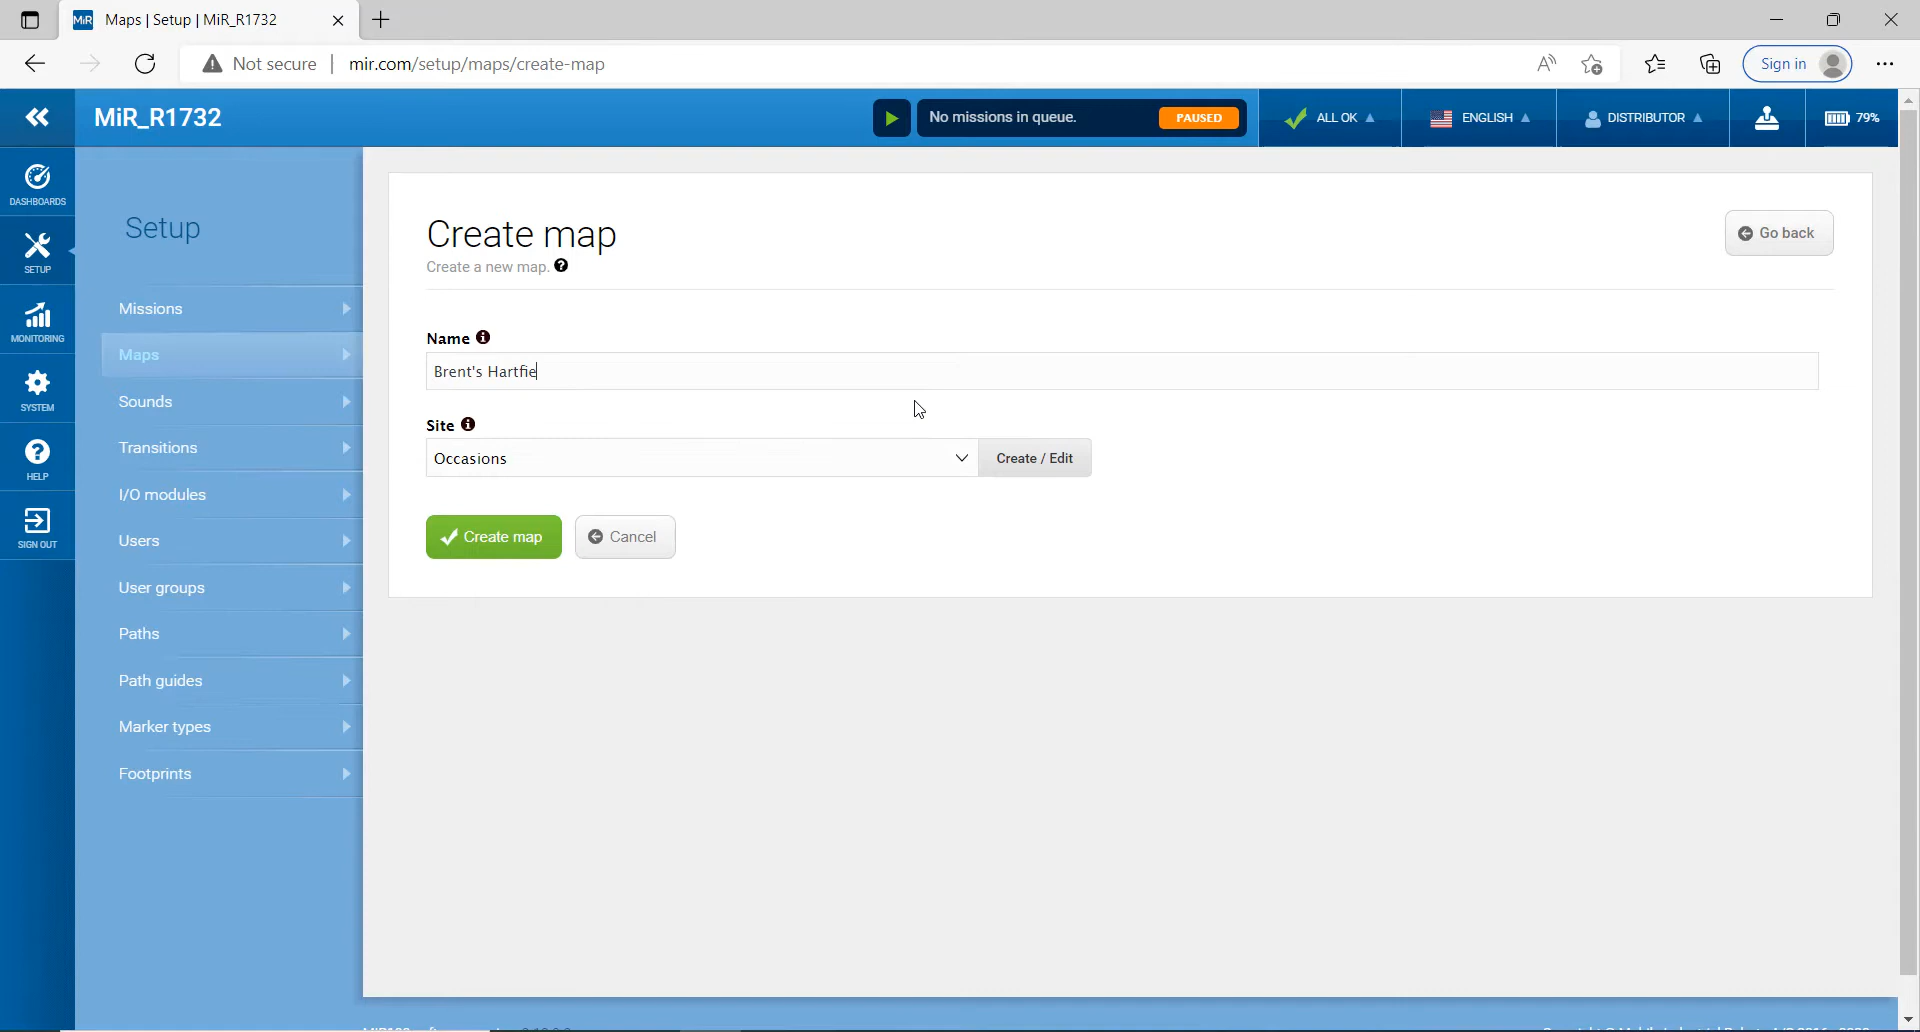 Maps | Setup | MiR_R1732
Not secure
mir.com/setup/maps/create-map
Sign in
MiR_R1732
No missions in queue.
PAUSED
ALL OK
ENGLISH
DISTRIBUTOR
79%
DASHBOARDS
SETUP
MONITORING
SYSTEM
HELP
SIGN OUT
Setup
Missions
Maps
Sounds
Transitions
I/O modules
Users
User groups
Paths
Path guides
Marker types
Footprints
Create map
Create a new map.
Go back
Name
Brent's Hartfie
Site
Occasions
Create / Edit
Create map
Cancel